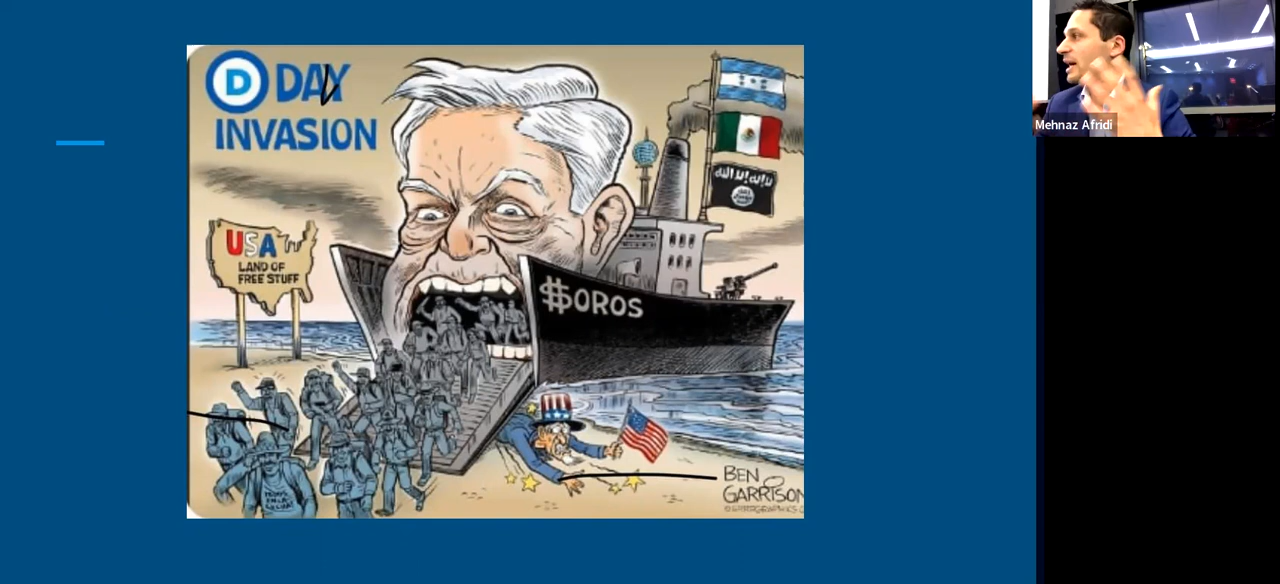 D DAY
INVASION
USA
LAND OF
FREE STUFF
$OROS
BEN
GARRISON
Mehnaz Afridi